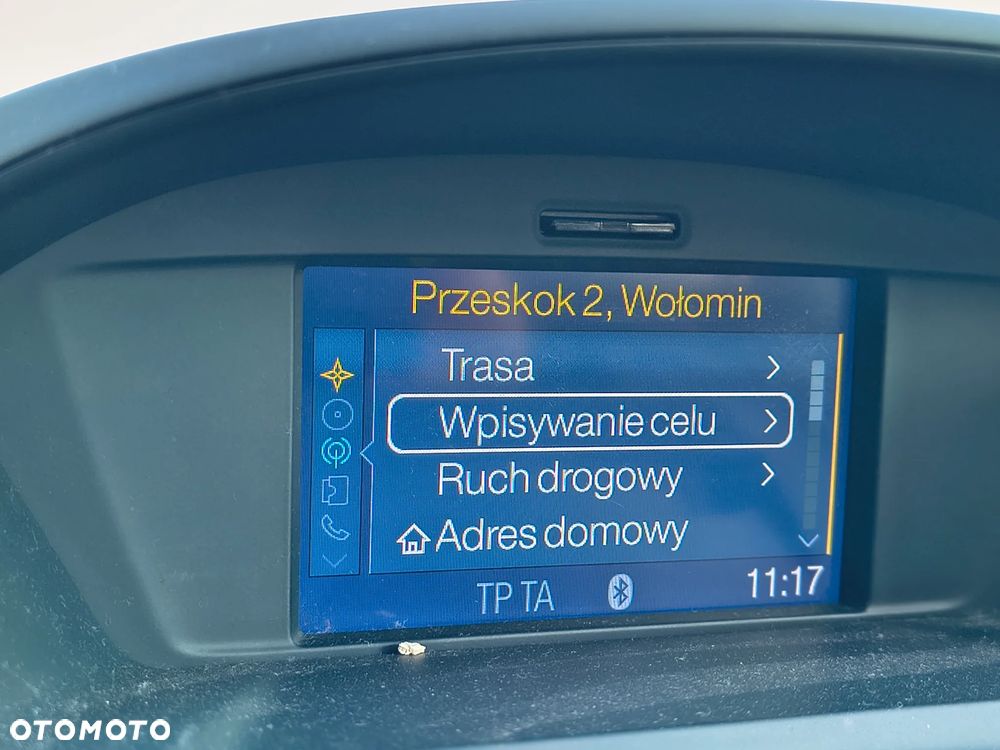 Przeskok 2, Wołomin
Trasa
Wpisywanie celu
Ruch drogowy
Adres domowy
TP TA
11:17
OTOMOTO